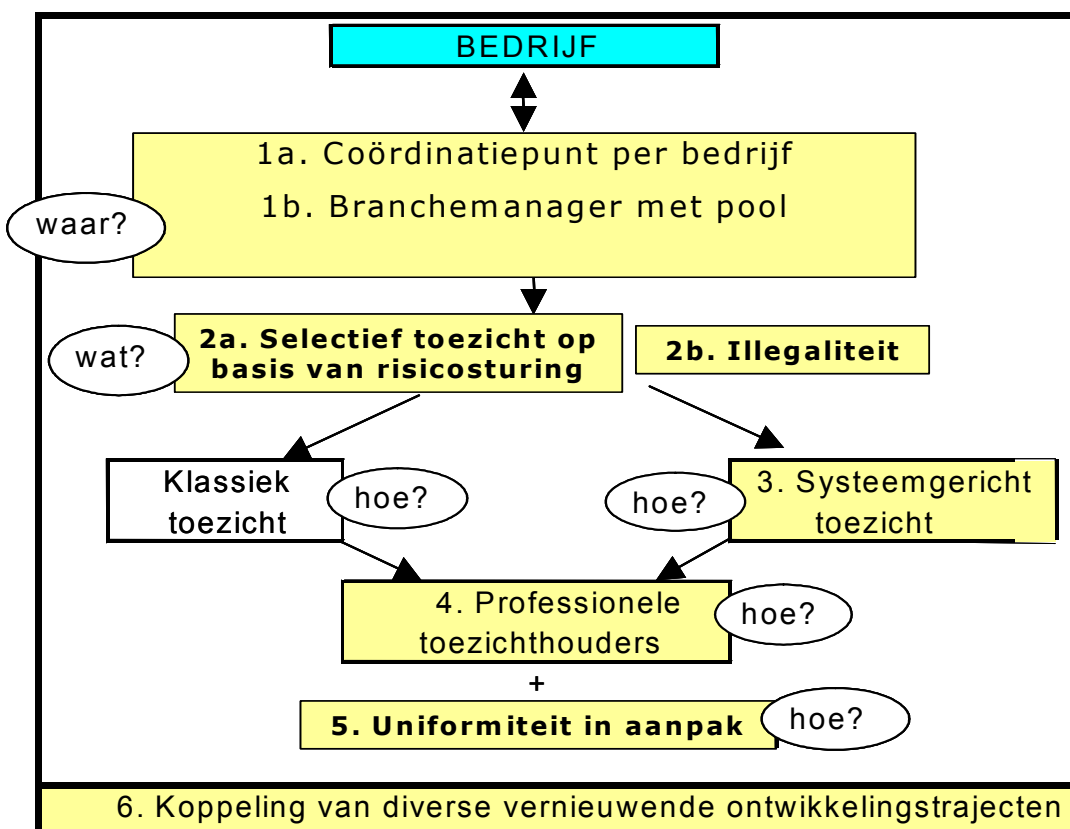 BEDRIJF
1a. Coördinatiepunt per bedrijf
1b. Branchemanager met pool
waar?
2a. Selectief toezicht op
basis van risicosturing
2b. Illegaliteit
wat?
Klassiek
toezicht
hoe?
hoe?
3. Systeemgericht
toezicht
4. Professionele
toezichthouders
hoe?
+
5. Uniformiteit in aanpak
hoe?
6. Koppeling van diverse vernieuwende ontwikkelingstrajecten